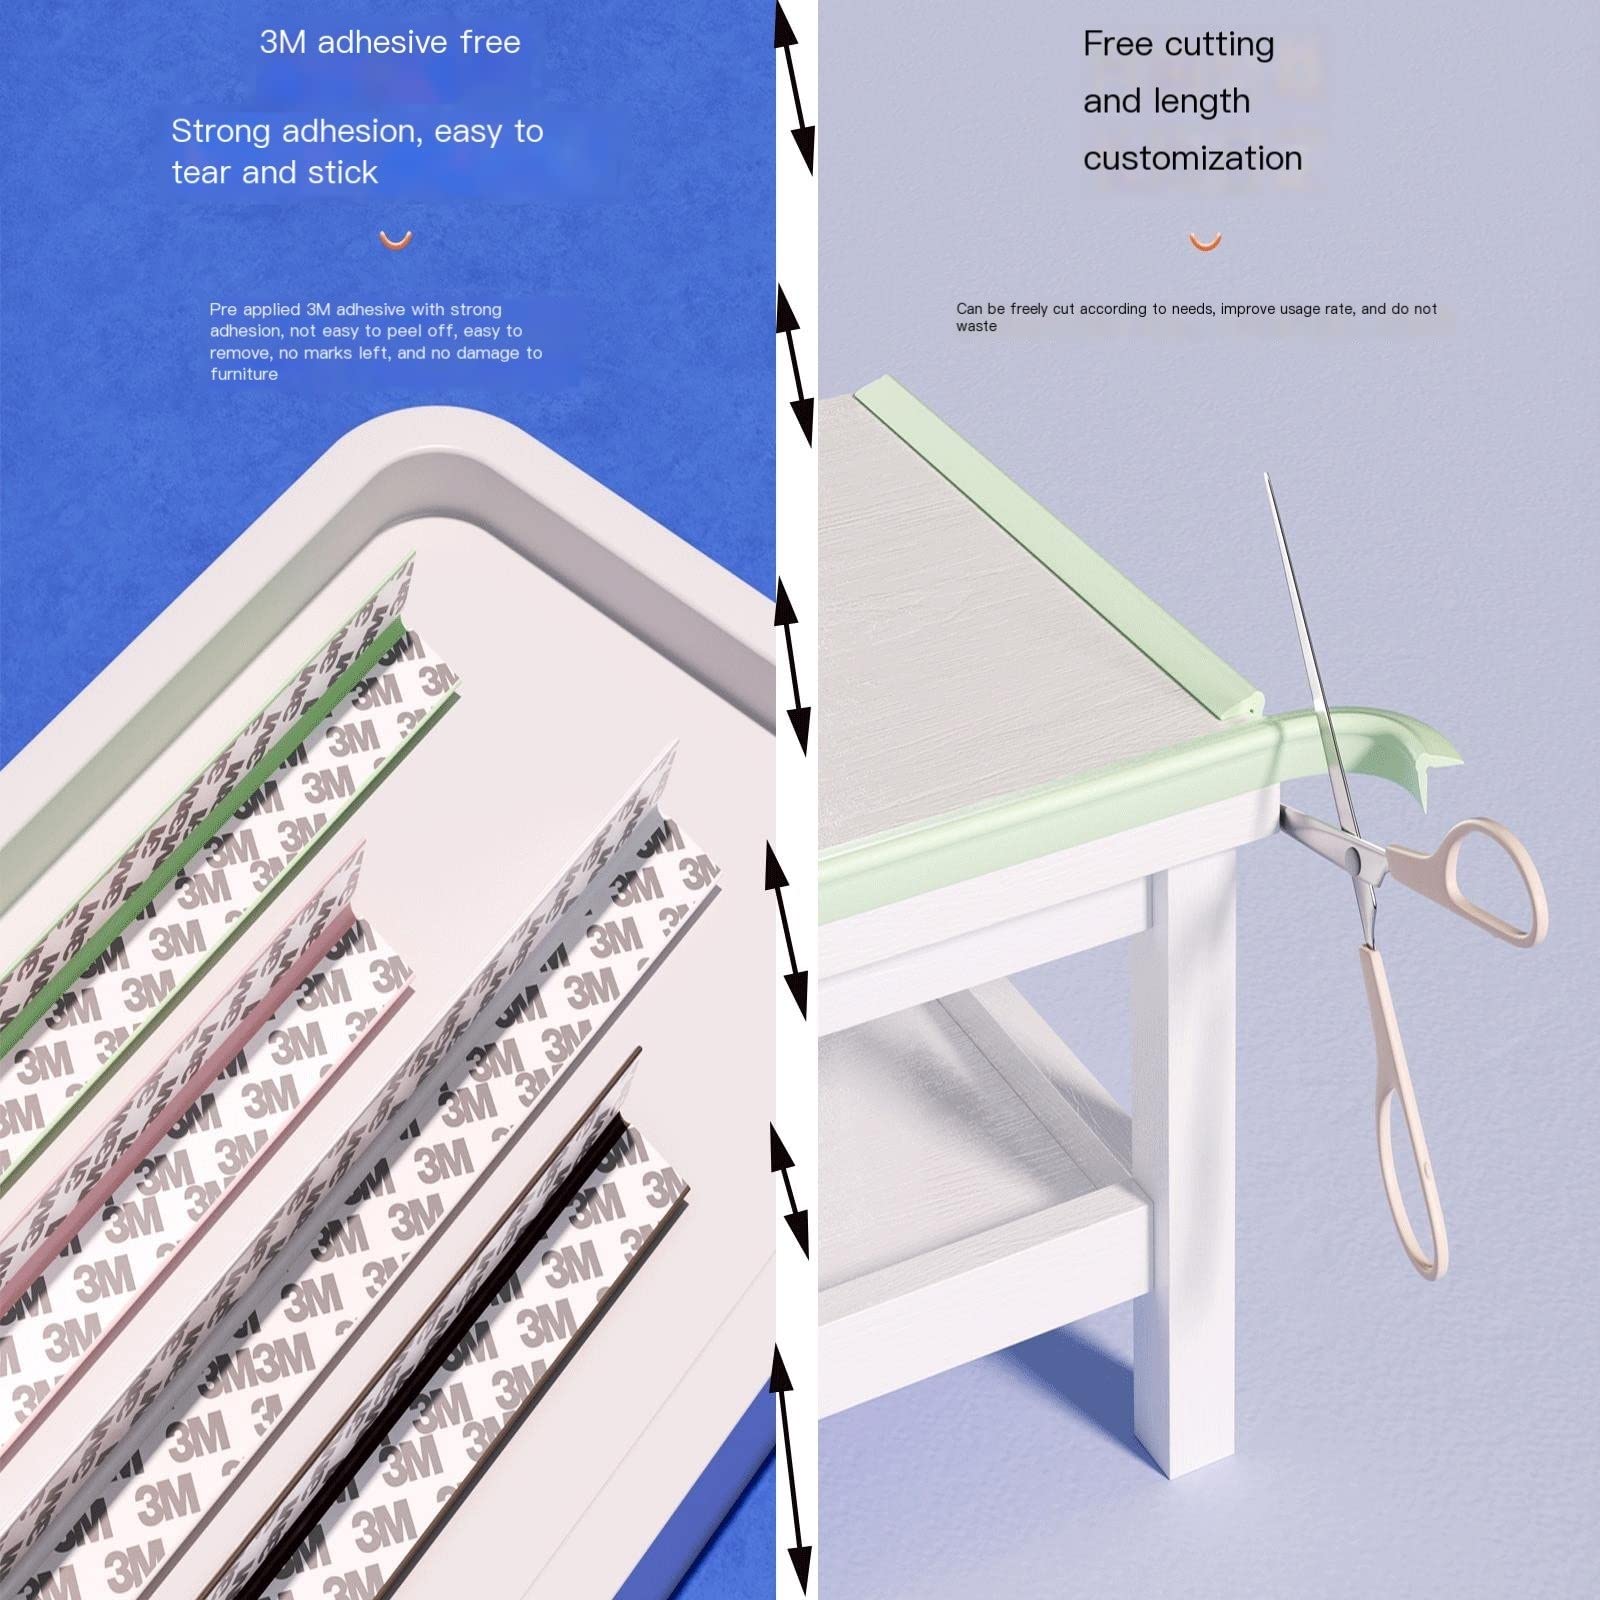 3M adhesive free
Strong adhesion, easy to
tear and stick
Pre applied 3M adhesive with strong
adhesion, not easy to peel off, easy to
remove, no marks left, and no damage to
furniture
Free cutting
and length
customization
Can be freely cut according to needs, improve usage rate, and do not
waste
3M